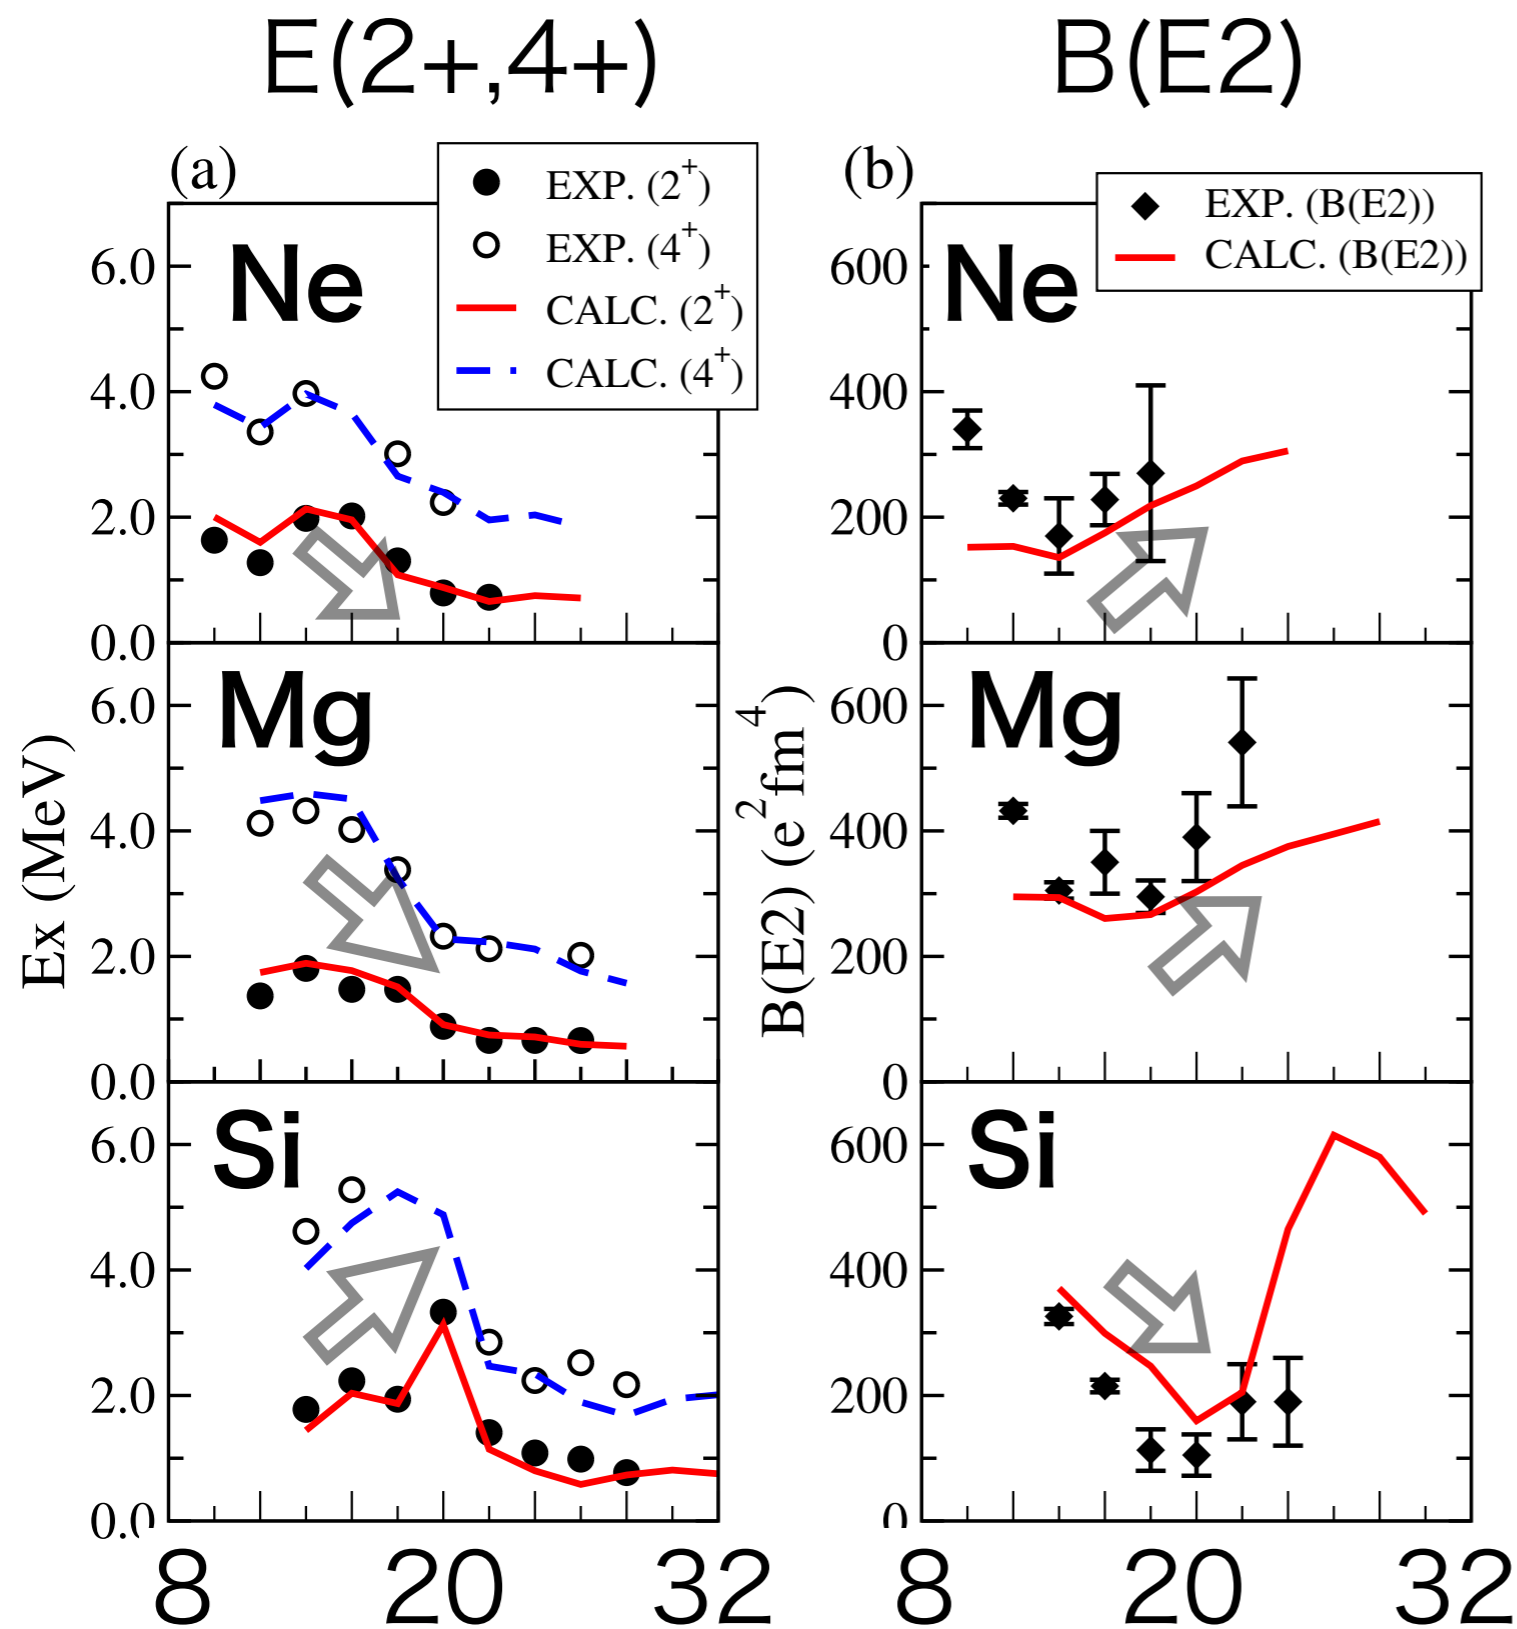 E(2+,4+)
B(E2)
(a)
EXP. (2⁺)
EXP. (4⁺)
CALC. (2⁺)
CALC. (4⁺)
(b)
EXP. (B(E2))
CALC. (B(E2))
Ne
6.0
4.0
2.0
0.0
Ne
600
400
200
0
Ex (MeV)
Mg
6.0
4.0
2.0
0.0
B(E2) (e²fm⁴)
Mg
600
400
200
0
Si
6.0
4.0
2.0
0.0
Si
600
400
200
0
8 20 32
8 20 32